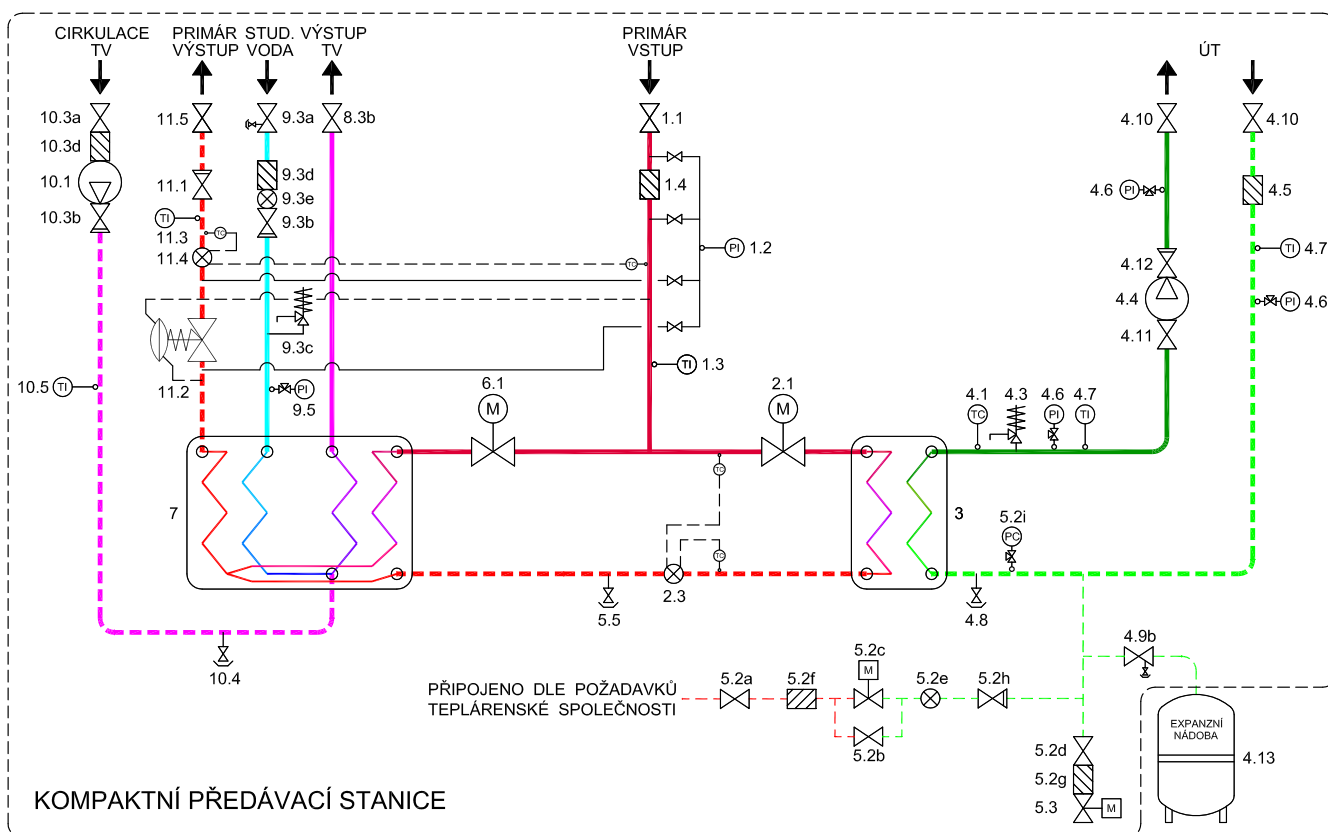 CIRKULACE TV
PRIMÁR VÝSTUP
STUD. VODA
VÝSTUP TV
PRIMÁR VSTUP
ÚT
10.3a
11.5
9.3a
8.3b
1.1
4.10
4.10
10.3d
10.1
10.3b
11.1
TI
11.3
TC
11.4
9.3d
9.3e
9.3b
1.4
PI
1.2
TC
4.6
PI
4.5
TI
4.7
4.12
4.4
4.11
PI
4.6
9.3c
11.2
10.5
TI
PI
9.5
TI
1.3
6.1
M
2.1
M
4.1
TC
4.3
4.6
PI
4.7
TI
7
TC
TC
2.3
3
5.2i
PC
5.5
4.8
10.4
4.9b
PŘIPOJENO DLE POŽADAVKŮ
TEPLÁRENSKÉ SPOLEČNOSTI
5.2a
5.2f
5.2c
M
5.2e
5.2h
5.2b
5.2d
5.2g
5.3
M
EXPANZNÍ
NÁDOBA
4.13
KOMPAKTNÍ PŘEDÁVACÍ STANICE